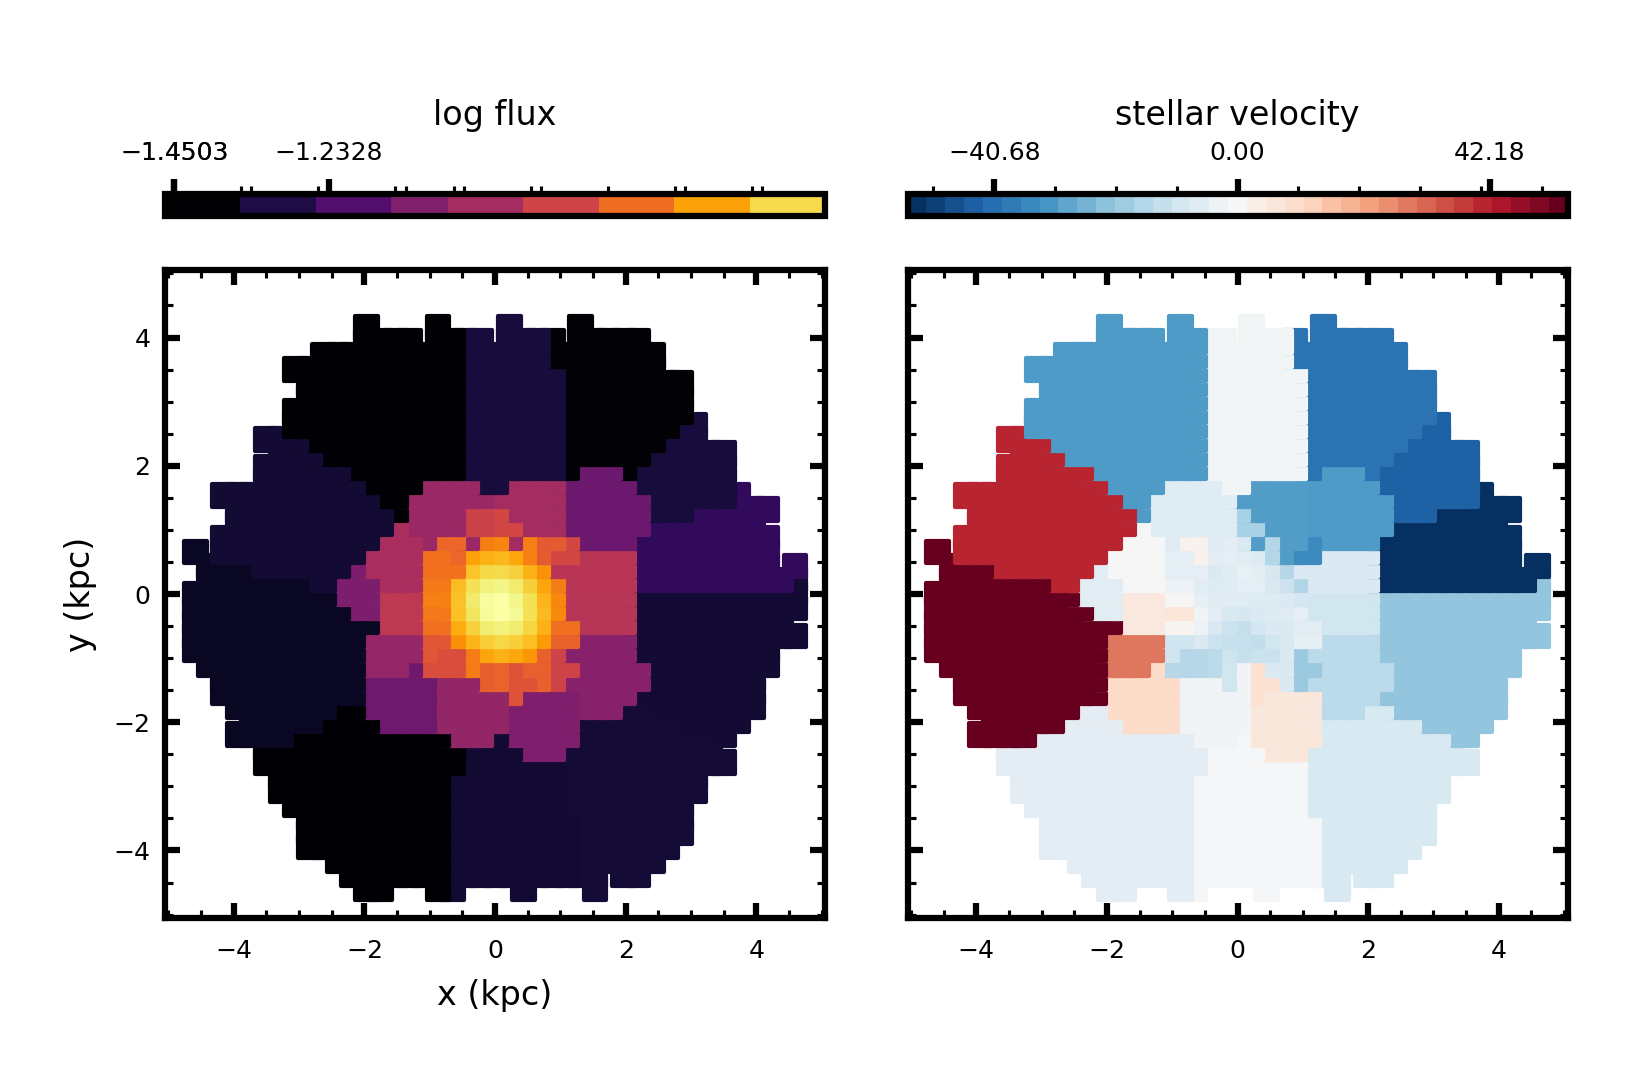 log flux
stellar velocity
−1.4503 −1.2328
−40.68 0.00 42.18
4
2
0
−2
−4
y (kpc)
−4 −2 0 2 4
−4 −2 0 2 4
x (kpc)